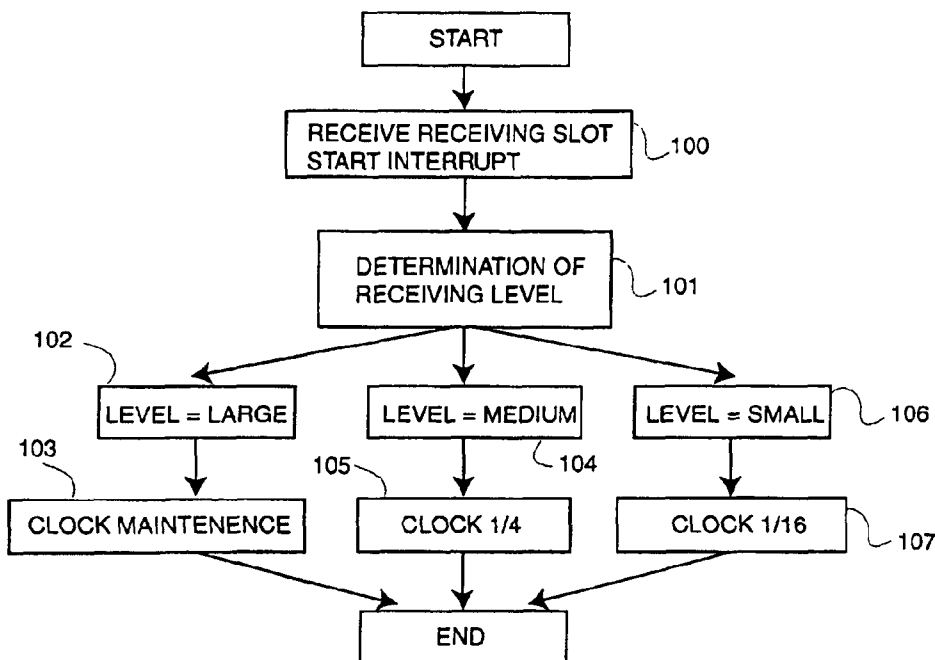 START
RECEIVE RECEIVING SLOT
START INTERRUPT
100
DETERMINATION OF
RECEIVING LEVEL
101
102
LEVEL = LARGE
LEVEL = MEDIUM
104
LEVEL = SMALL
106
103
CLOCK MAINTENENCE
105
CLOCK 1/4
CLOCK 1/16
107
END